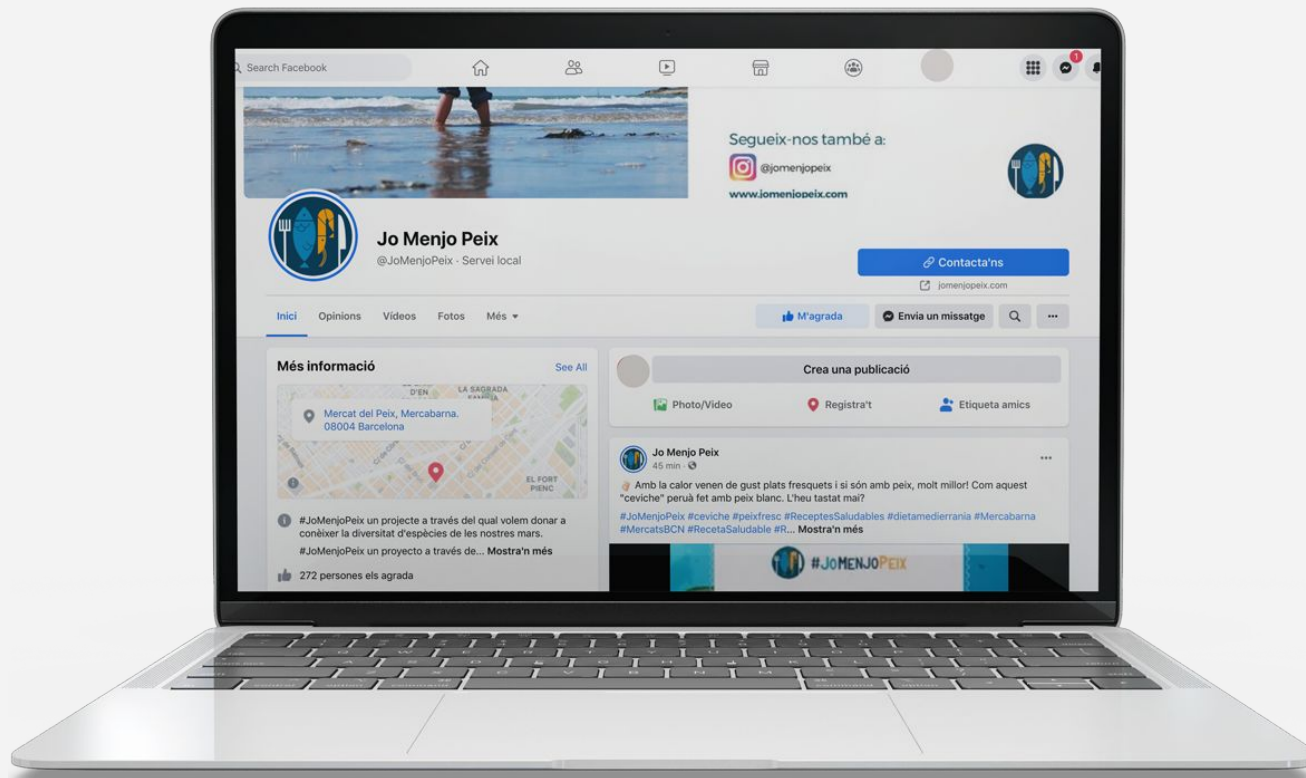 Search Facebook
1
Segueix-nos també a:
@jomenjopeix
www.jomenjopeix.com
Jo Menjo Peix
@JoMenjoPeix · Servei local
Contacta'ns
jomenjopeix.com
Inici Opinions Vídeos Fotos Més
M'agrada Envia un missatge
Més informació See All
D'EN LA SAGRADA
Mercat del Peix, Mercabarna.
08004 Barcelona
EL FORT
PIENC
#JoMenjoPeix un projecte a través del qual volem donar a
conèixer la diversitat d'espècies de les nostres mars.
#JoMenjoPeix un proyecto a través de... Mostra'n més
272 persones els agrada
Crea una publicació
Photo/Video Registra't Etiqueta amics
Jo Menjo Peix
45 min ·
Amb la calor venen de gust plats fresquets i si són amb peix, molt millor! Com aquest
"ceviche" peruà fet amb peix blanc. L'heu tastat mai?
#JoMenjoPeix #ceviche #peixfresc #ReceptesSaludables #dietamedierrania #Mercabarna
#MercatsBCN #RecetaSaludable #R... Mostra'n més
#JOMENJOPEIX